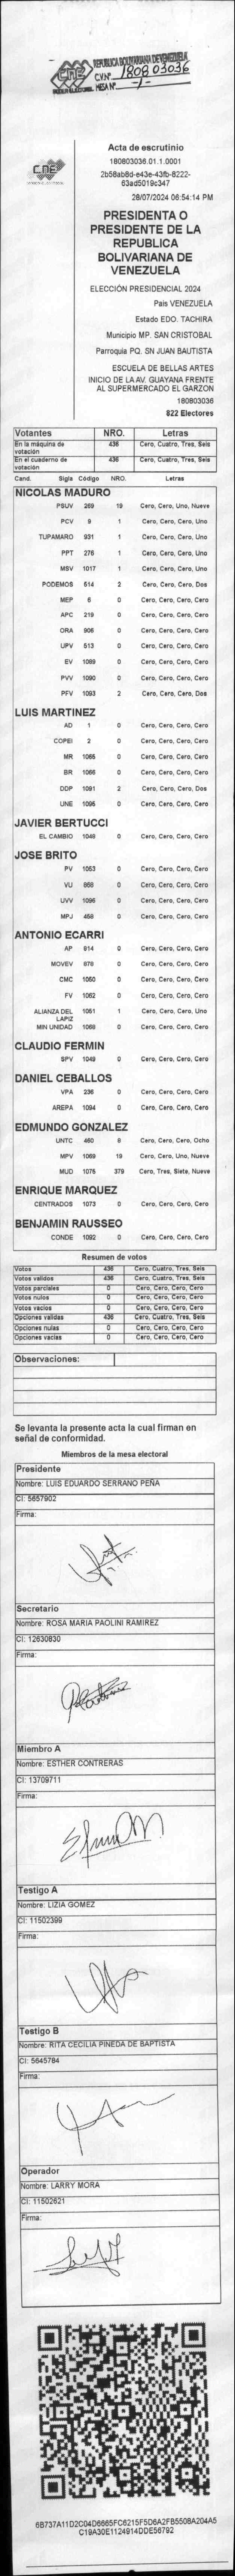 REPUBLICA BOLIVARIANA DE VENEZUELA
CNE C.V.Nº 180803036
MESA Nº -1-
CNE
Acta de escrutinio
180803036.01.1.0001
2b58ab8d-e43e-43fb-8222-
63ad5019c347
28/07/2024 06:54:14 PM
PRESIDENTA O
PRESIDENTE DE LA
REPUBLICA
BOLIVARIANA DE
VENEZUELA
ELECCIÓN PRESIDENCIAL 2024
Pais VENEZUELA
Estado EDO. TACHIRA
Municipio MP. SAN CRISTOBAL
Parroquia PQ. SN JUAN BAUTISTA
ESCUELA DE BELLAS ARTES
INICIO DE LA AV. GUAYANA FRENTE
AL SUPERMERCADO EL GARZON
180803036
822 Electores
Votantes NRO. Letras
En la máquina de votación 436 Cero, Cuatro, Tres, Seis
En el cuaderno de votación 436 Cero, Cuatro, Tres, Seis
Cand. Sigla Código NRO. Letras
NICOLAS MADURO
PSUV 269 19 Cero, Cero, Uno, Nueve
PCV 9 1 Cero, Cero, Cero, Uno
TUPAMARO 931 1 Cero, Cero, Cero, Uno
PPT 276 1 Cero, Cero, Cero, Uno
MSV 1017 1 Cero, Cero, Cero, Uno
PODEMOS 514 2 Cero, Cero, Cero, Dos
MEP 6 0 Cero, Cero, Cero, Cero
APC 219 0 Cero, Cero, Cero, Cero
ORA 906 0 Cero, Cero, Cero, Cero
UPV 513 0 Cero, Cero, Cero, Cero
EV 1089 0 Cero, Cero, Cero, Cero
PVV 1090 0 Cero, Cero, Cero, Cero
PFV 1093 2 Cero, Cero, Cero, Dos
LUIS MARTINEZ
AD 1 0 Cero, Cero, Cero, Cero
COPEI 2 0 Cero, Cero, Cero, Cero
MR 1065 0 Cero, Cero, Cero, Cero
BR 1066 0 Cero, Cero, Cero, Cero
DDP 1091 2 Cero, Cero, Cero, Dos
UNE 1095 0 Cero, Cero, Cero, Cero
JAVIER BERTUCCI
EL CAMBIO 1048 0 Cero, Cero, Cero, Cero
JOSE BRITO
PV 1053 0 Cero, Cero, Cero, Cero
VU 868 0 Cero, Cero, Cero, Cero
UVV 1096 0 Cero, Cero, Cero, Cero
MPJ 458 0 Cero, Cero, Cero, Cero
ANTONIO ECARRI
AP 914 0 Cero, Cero, Cero, Cero
MOVEV 878 0 Cero, Cero, Cero, Cero
CMC 1050 0 Cero, Cero, Cero, Cero
FV 1062 0 Cero, Cero, Cero, Cero
ALIANZA DEL LAPIZ 1051 1 Cero, Cero, Cero, Uno
MIN UNIDAD 1088 0 Cero, Cero, Cero, Cero
CLAUDIO FERMIN
SPV 1049 0 Cero, Cero, Cero, Cero
DANIEL CEBALLOS
VPA 236 0 Cero, Cero, Cero, Cero
AREPA 1094 0 Cero, Cero, Cero, Cero
EDMUNDO GONZALEZ
UNTC 460 8 Cero, Cero, Cero, Ocho
MPV 1069 19 Cero, Cero, Uno, Nueve
MUD 1076 379 Cero, Tres, Siete, Nueve
ENRIQUE MARQUEZ
CENTRADOS 1073 0 Cero, Cero, Cero, Cero
BENJAMIN RAUSSEO
CONDE 1092 0 Cero, Cero, Cero, Cero
Resumen de votos
Votos 436 Cero, Cuatro, Tres, Seis
Votos validos 436 Cero, Cuatro, Tres, Seis
Votos parciales 0 Cero, Cero, Cero, Cero
Votos nulos 0 Cero, Cero, Cero, Cero
Votos vacios 0 Cero, Cero, Cero, Cero
Opciones validas 436 Cero, Cuatro, Tres, Seis
Opciones nulas 0 Cero, Cero, Cero, Cero
Opciones vacias 0 Cero, Cero, Cero, Cero
Observaciones:
Se levanta la presente acta la cual firman en
señal de conformidad.
Miembros de la mesa electoral
Presidente
Nombre: LUIS EDUARDO SERRANO PEÑA
CI: 5657902
Firma:
Secretario
Nombre: ROSA MARIA PAOLINI RAMIREZ
CI: 12630830
Firma:
Miembro A
Nombre: ESTHER CONTRERAS
CI: 13709711
Firma:
Testigo A
Nombre: LIZIA GOMEZ
CI: 11502399
Firma:
Testigo B
Nombre: RITA CECILIA PINEDA DE BAPTISTA
CI: 5645784
Firma:
Operador
Nombre: LARRY MORA
CI: 11502621
Firma:
6B737A11D2C04D6665FC6215F5D6A2FB5508A204A5
C19A30E1124914DDE56792